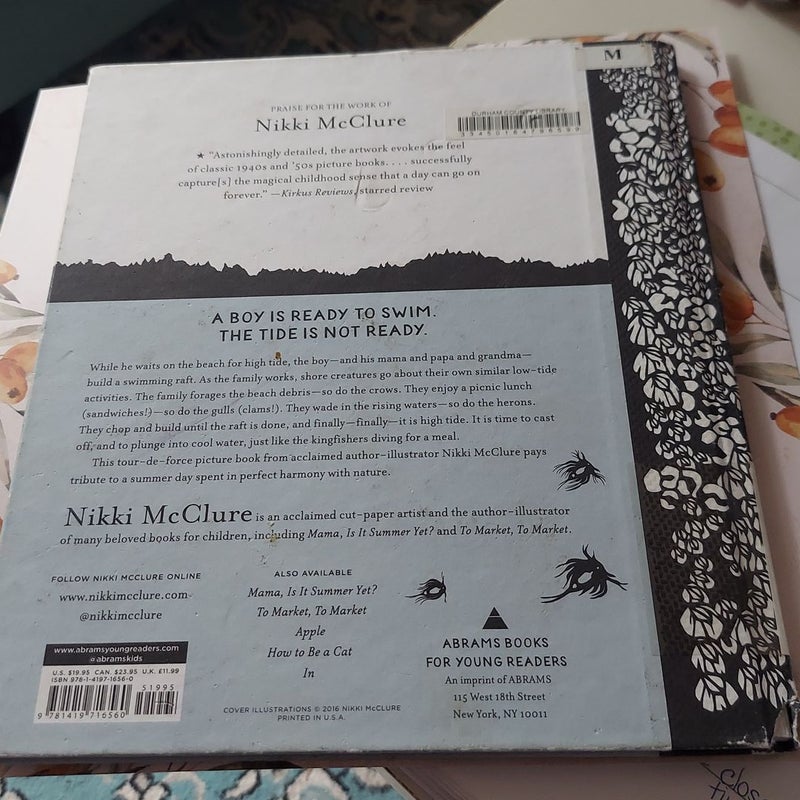 M
PRAISE FOR THE WORK OF
Nikki McClure
DURHAM COUNTY LIBRARY
★ "Astonishingly detailed, the artwork evokes the feel
of classic 1940s and '50s picture books. . . . successfully
capture[s] the magical childhood sense that a day can go on
forever." —Kirkus Reviews, starred review
A BOY IS READY TO SWIM.
THE TIDE IS NOT READY.
While he waits on the beach for high tide, the boy—and his mama and papa and grandma—
build a swimming raft. As the family works, shore creatures go about their own similar low-tide
activities. The family forages the beach debris—so do the crows. They enjoy a picnic lunch
(sandwiches!)—so do the gulls (clams!). They wade in the rising waters—so do the herons.
They chop and build until the raft is done, and finally—finally—it is high tide. It is time to cast
off, and to plunge into cool water, just like the kingfishers diving for a meal.
This tour-de-force picture book from acclaimed author-illustrator Nikki McClure pays
tribute to a summer day spent in perfect harmony with nature.
Nikki McClure is an acclaimed cut-paper artist and the author-illustrator
of many beloved books for children, including Mama, Is It Summer Yet? and To Market, To Market.
FOLLOW NIKKI MCCLURE ONLINE
www.nikkimcclure.com
@nikkimcclure
ALSO AVAILABLE
Mama, Is It Summer Yet?
To Market, To Market
Apple
How to Be a Cat
In
ABRAMS BOOKS
FOR YOUNG READERS
An imprint of ABRAMS
115 West 18th Street
New York, NY 10011
www.abramsyoungreaders.com
@abramskids
U.S. $19.95 CAN. $23.95 U.K. £11.99
ISBN 978-1-4197-1656-0
51995
9 781419 716560
COVER ILLUSTRATIONS © 2016 NIKKI McCLURE
PRINTED IN U.S.A.